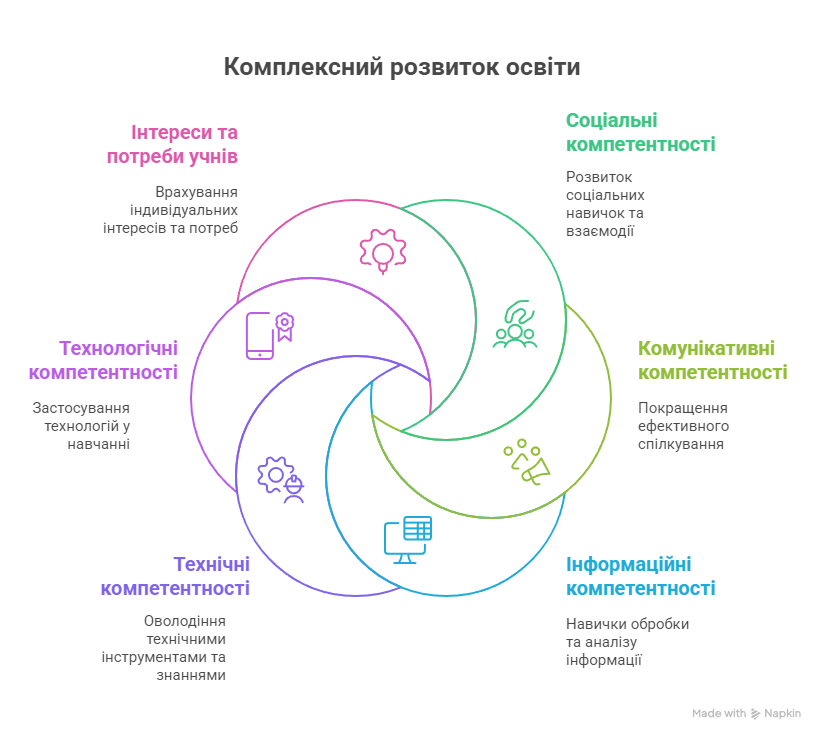 Комплексний розвиток освіти
Інтереси та
потреби учнів
Врахування
індивідуальних
інтересів та потреб
Соціальні
компетентності
Розвиток
соціальних
навичок та
взаємодії
Технологічні
компетентності
Застосування
технологій у
навчанні
Комунікативні
компетентності
Покращення
ефективного
спілкування
Технічні
компетентності
Оволодіння
технічними
інструментами та
знаннями
Інформаційні
компетентності
Навички обробки
та аналізу
інформації
Made with Napkin